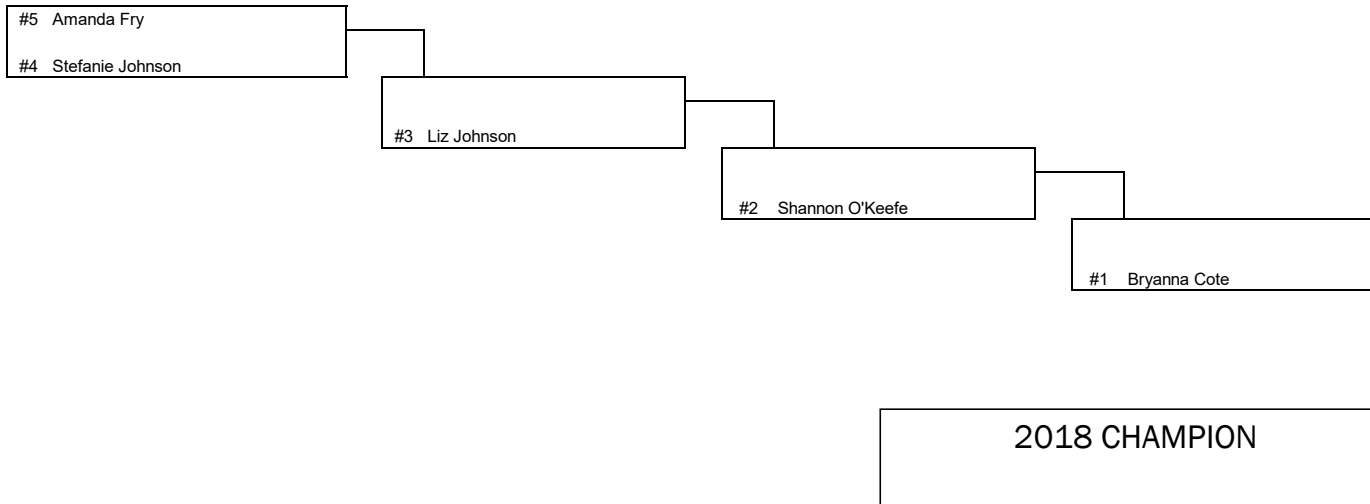 #5 Amanda Fry
#4 Stefanie Johnson
#3 Liz Johnson
#2 Shannon O'Keefe
#1 Bryanna Cote
2018 CHAMPION